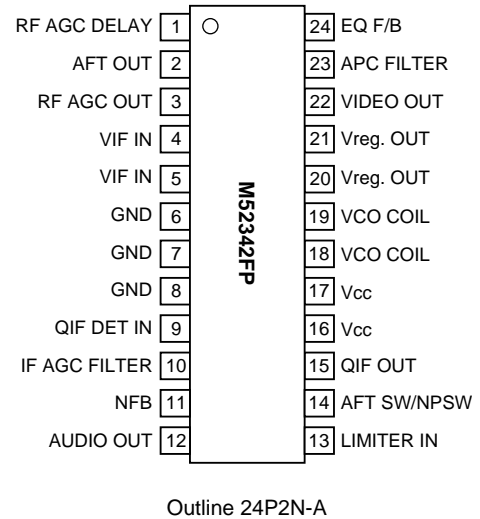 RF AGC DELAY 1 24 EQ F/B
AFT OUT 2 23 APC FILTER
RF AGC OUT 3 22 VIDEO OUT
VIF IN 4 21 Vreg. OUT
VIF IN 5 20 Vreg. OUT
GND 6 19 VCO COIL
GND 7 18 VCO COIL
GND 8 17 Vcc
QIF DET IN 9 16 Vcc
IF AGC FILTER 10 15 QIF OUT
NFB 11 14 AFT SW/NPSW
AUDIO OUT 12 13 LIMITER IN
M52342FP
Outline 24P2N-A